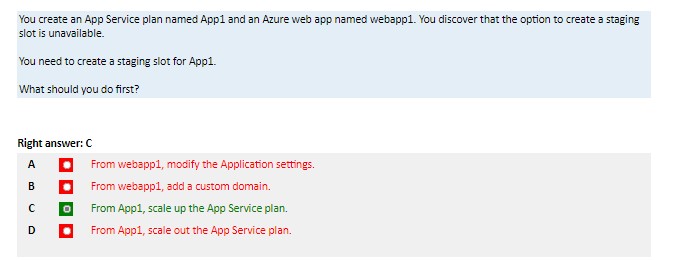 You create an App Service plan named App1 and an Azure web app named webapp1. You discover that the option to create a staging
slot is unavailable.
You need to create a staging slot for App1.
What should you do first?
Right answer: C
A From webapp1, modify the Application settings.
B From webapp1, add a custom domain.
C From App1, scale up the App Service plan.
D From App1, scale out the App Service plan.